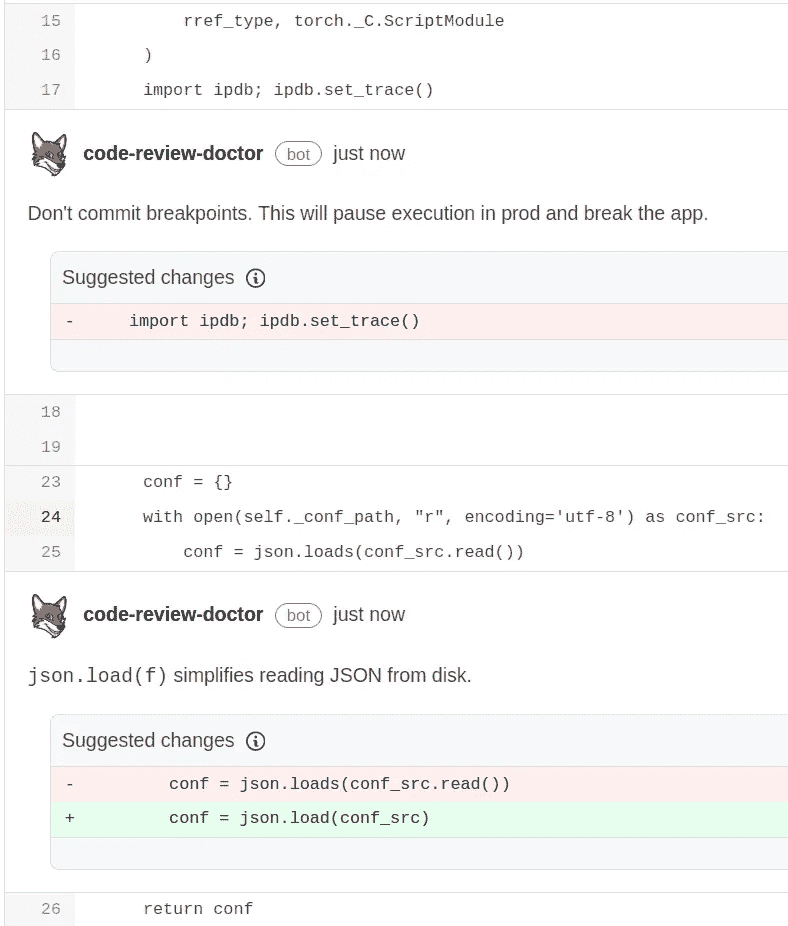 15 rref_type, torch._C.ScriptModule
16 )
17 import ipdb; ipdb.set_trace()
code-review-doctor bot just now
Don't commit breakpoints. This will pause execution in prod and break the app.
Suggested changes
- import ipdb; ipdb.set_trace()
18
19
23 conf = {}
24 with open(self._conf_path, "r", encoding='utf-8') as conf_src:
25 conf = json.loads(conf_src.read())
code-review-doctor bot just now
json.load(f) simplifies reading JSON from disk.
Suggested changes
- conf = json.loads(conf_src.read())
+ conf = json.load(conf_src)
26 return conf